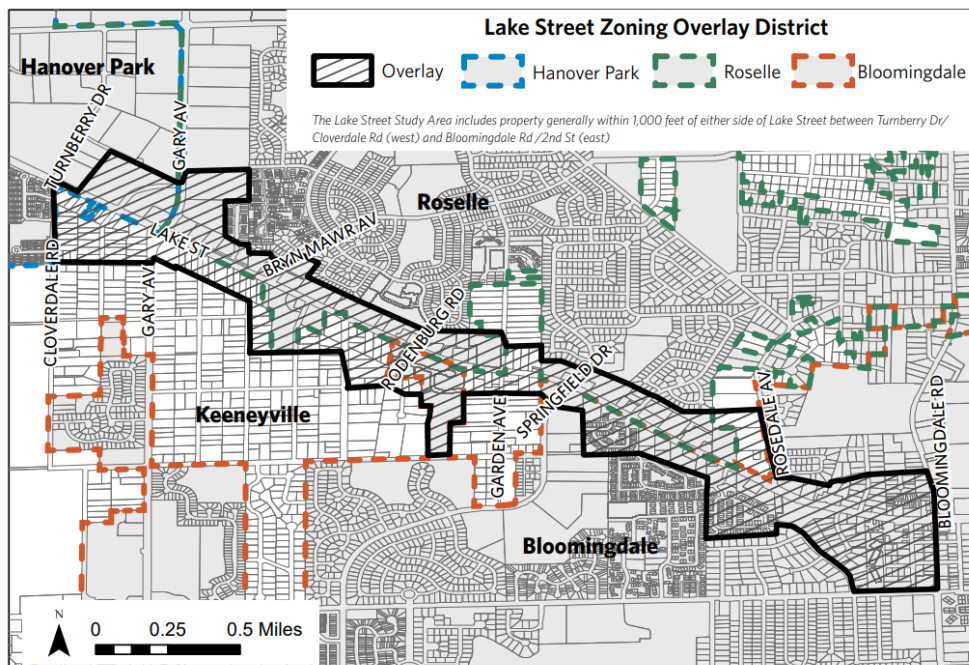 Lake Street Zoning Overlay District
Overlay
Hanover Park
Roselle
Bloomingdale
The Lake Street Study Area includes property generally within 1,000 feet of either side of Lake Street between Turnberry Dr/
Cloverdale Rd (west) and Bloomingdale Rd/2nd St (east)
Hanover Park
TURNBERRY DR
GARY AV
Roselle
LAKE ST
BRYN MAWR AV
CLOVERDALE RD
GARY AV
RODENBURG RD
Keeneyville
GARDEN AVE
SPRINGFIELD DR
ROSEDALE AV
BLOOMINGDALE RD
Bloomingdale
N
0 0.25 0.5 Miles